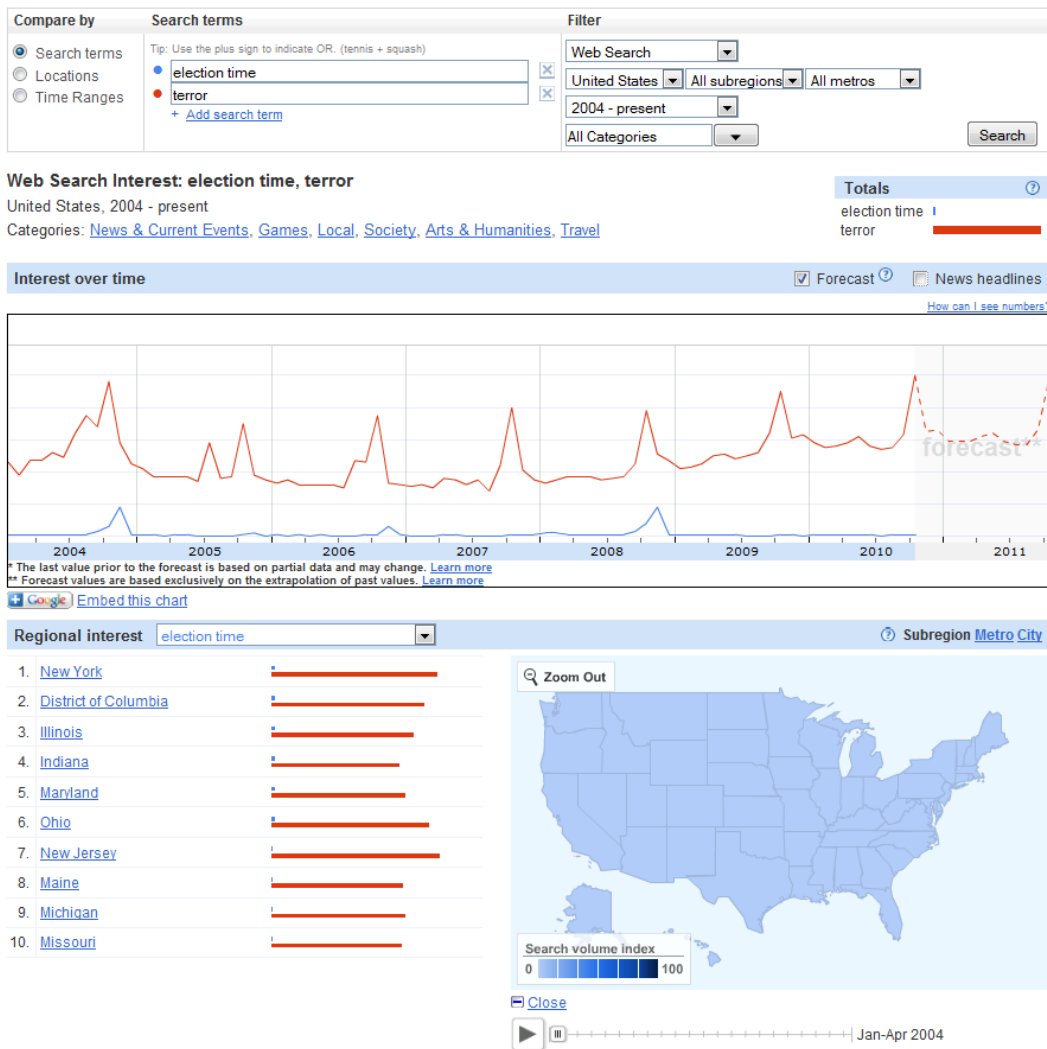 Compare by
Search terms
Locations
Time Ranges
Search terms
Tip: Use the plus sign to indicate OR. (tennis + squash)
election time
terror
+ Add search term
Filter
Web Search
United States All subregions All metros
2004 - present
All Categories
Search
Web Search Interest: election time, terror
United States, 2004 - present
Categories: News & Current Events, Games, Local, Society, Arts & Humanities, Travel
Totals ?
election time
terror
Interest over time
Forecast ? News headlines
How can I see numbers?
forecast**
2004 2005 2006 2007 2008 2009 2010 2011
* The last value prior to the forecast is based on partial data and may change. Learn more
** Forecast values are based exclusively on the extrapolation of past values. Learn more
+ Google Embed this chart
Regional interest election time
? Subregion Metro City
1. New York
2. District of Columbia
3. Illinois
4. Indiana
5. Maryland
6. Ohio
7. New Jersey
8. Maine
9. Michigan
10. Missouri
Zoom Out
Search volume index
0 100
Close
Jan-Apr 2004